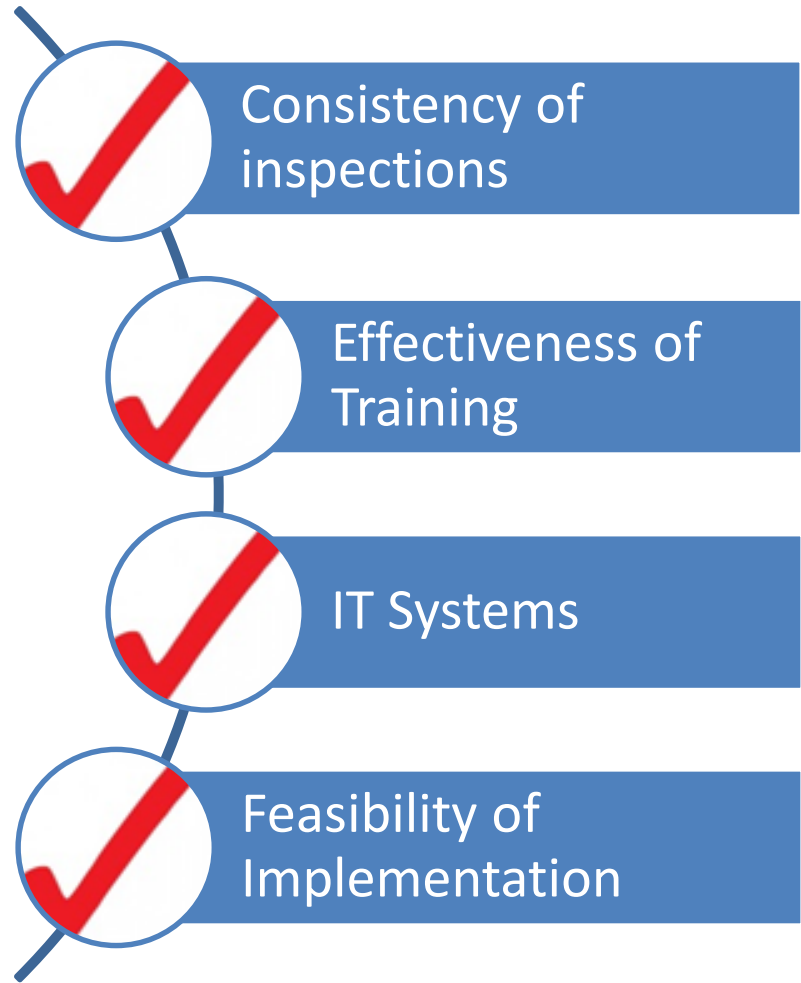 Consistency of
inspections
Effectiveness of
Training
IT Systems
Feasibility of
Implementation